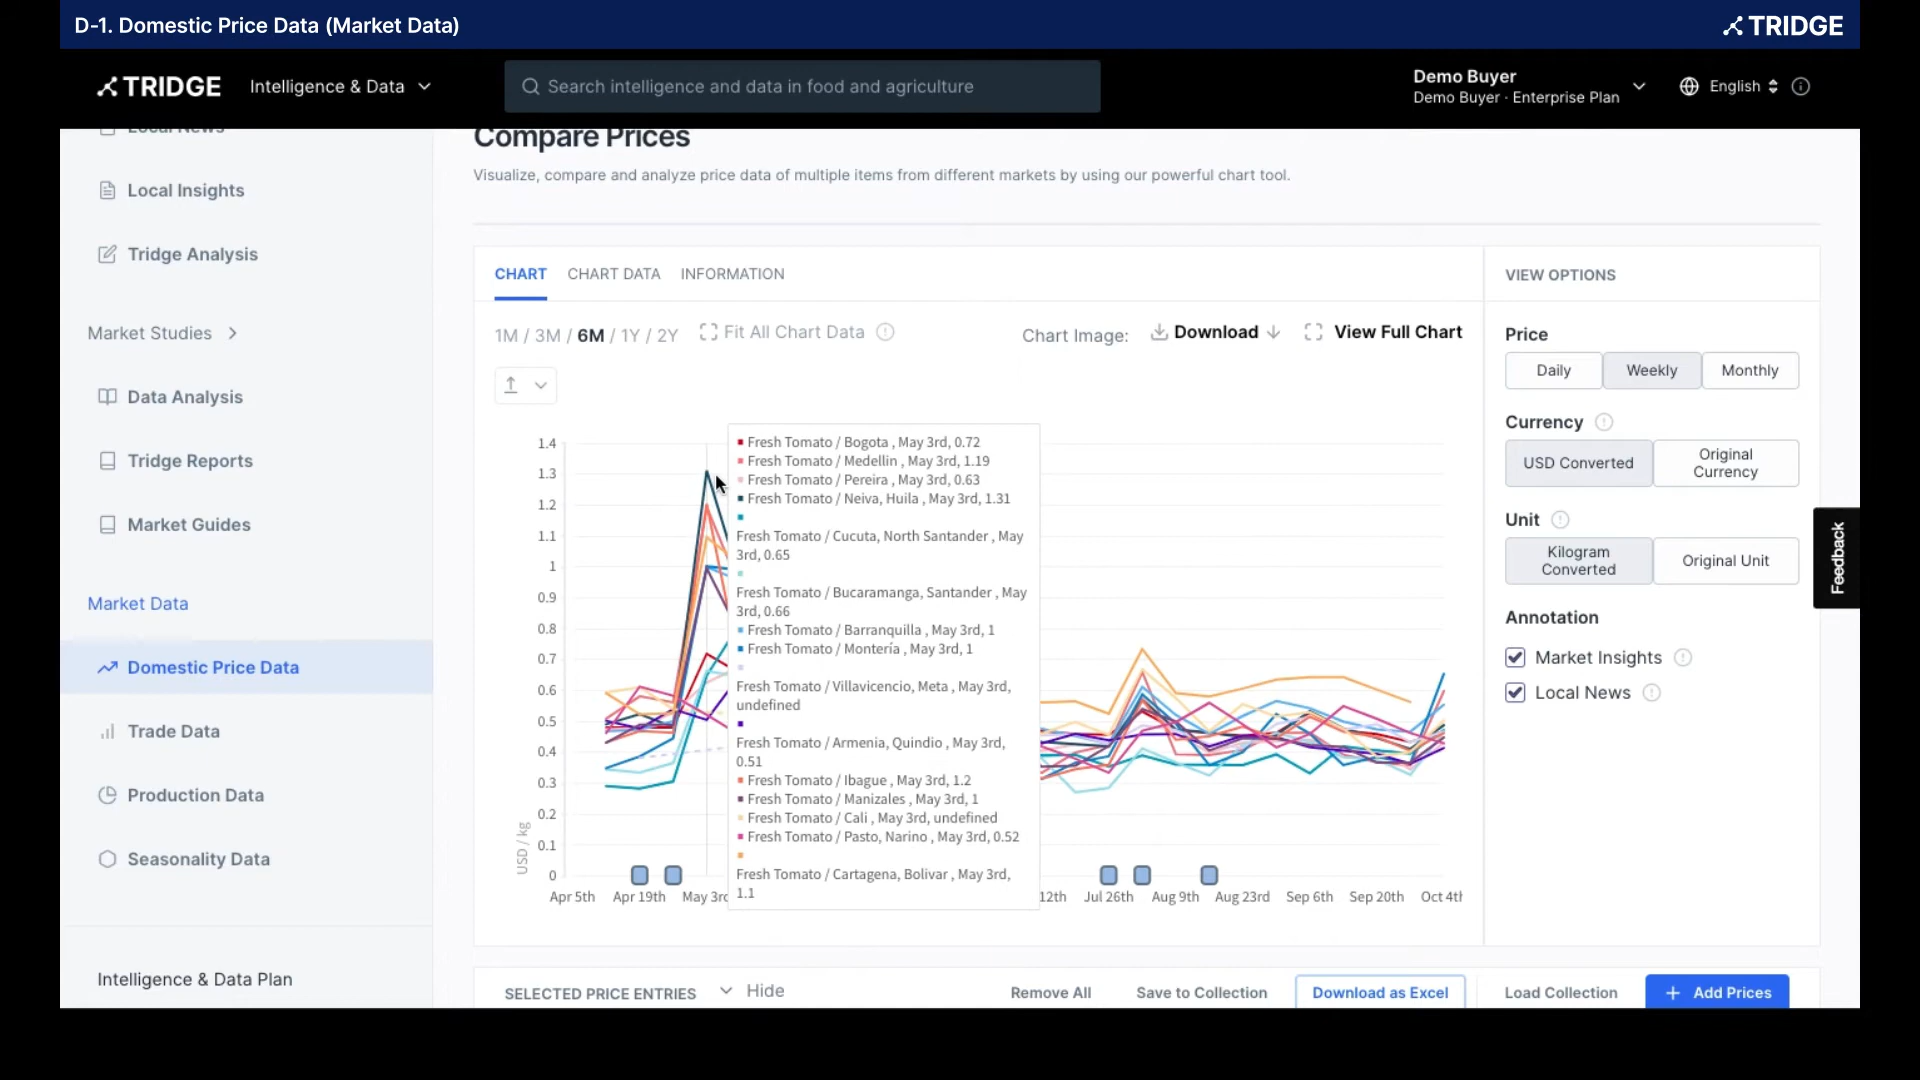 D-1. Domestic Price Data (Market Data)
TRIDGE
TRIDGE
Intelligence & Data
Search intelligence and data in food and agriculture
Demo Buyer
Demo Buyer · Enterprise Plan
English
Local News
Local Insights
Tridge Analysis
Market Studies
Data Analysis
Tridge Reports
Market Guides
Market Data
Domestic Price Data
Trade Data
Production Data
Seasonality Data
Intelligence & Data Plan
Compare Prices
Visualize, compare and analyze price data of multiple items from different markets by using our powerful chart tool.
CHART
CHART DATA
INFORMATION
1M / 3M / 6M / 1Y / 2Y
Fit All Chart Data
Chart Image:
Download
View Full Chart
1.4
1.3
1.2
1.1
1
0.9
0.8
0.7
0.6
0.5
0.4
0.3
0.2
0.1
0
USD / kg
Fresh Tomato / Bogota , May 3rd, 0.72
Fresh Tomato / Medellin , May 3rd, 1.19
Fresh Tomato / Pereira , May 3rd, 0.63
Fresh Tomato / Neiva, Huila , May 3rd, 1.31
Fresh Tomato / Cucuta, North Santander , May
3rd, 0.65
Fresh Tomato / Bucaramanga, Santander , May
3rd, 0.66
Fresh Tomato / Barranquilla , May 3rd, 1
Fresh Tomato / Montería , May 3rd, 1
Fresh Tomato / Villavicencio, Meta , May 3rd,
undefined
Fresh Tomato / Armenia, Quindio , May 3rd,
0.51
Fresh Tomato / Ibague , May 3rd, 1.2
Fresh Tomato / Manizales , May 3rd, 1
Fresh Tomato / Cali , May 3rd, undefined
Fresh Tomato / Pasto, Narino , May 3rd, 0.52
Fresh Tomato / Cartagena, Bolivar , May 3rd,
1.1
Apr 5th
Apr 19th
May 3rd
12th
Jul 26th
Aug 9th
Aug 23rd
Sep 6th
Sep 20th
Oct 4th
VIEW OPTIONS
Price
Daily
Weekly
Monthly
Currency
USD Converted
Original
Currency
Unit
Kilogram
Converted
Original Unit
Annotation
Market Insights
Local News
Feedback
SELECTED PRICE ENTRIES
Hide
Remove All
Save to Collection
Download as Excel
Load Collection
+ Add Prices